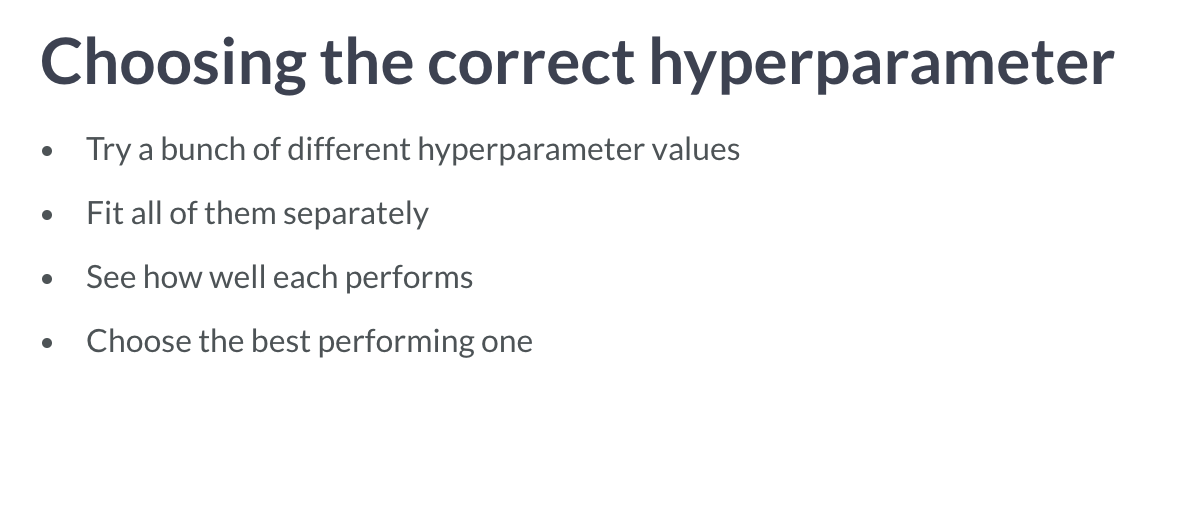 Choosing the correct hyperparameter
• Try a bunch of different hyperparameter values
• Fit all of them separately
• See how well each performs
• Choose the best performing one